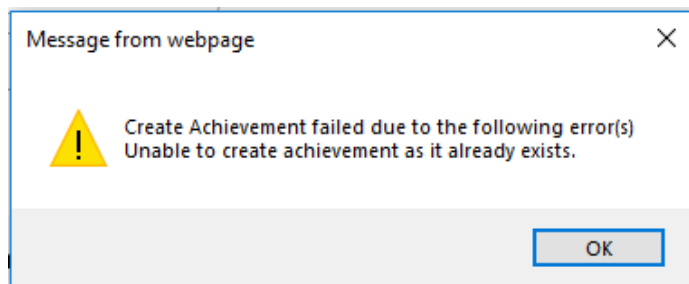 Message from webpage
Create Achievement failed due to the following error(s)
Unable to create achievement as it already exists.
OK